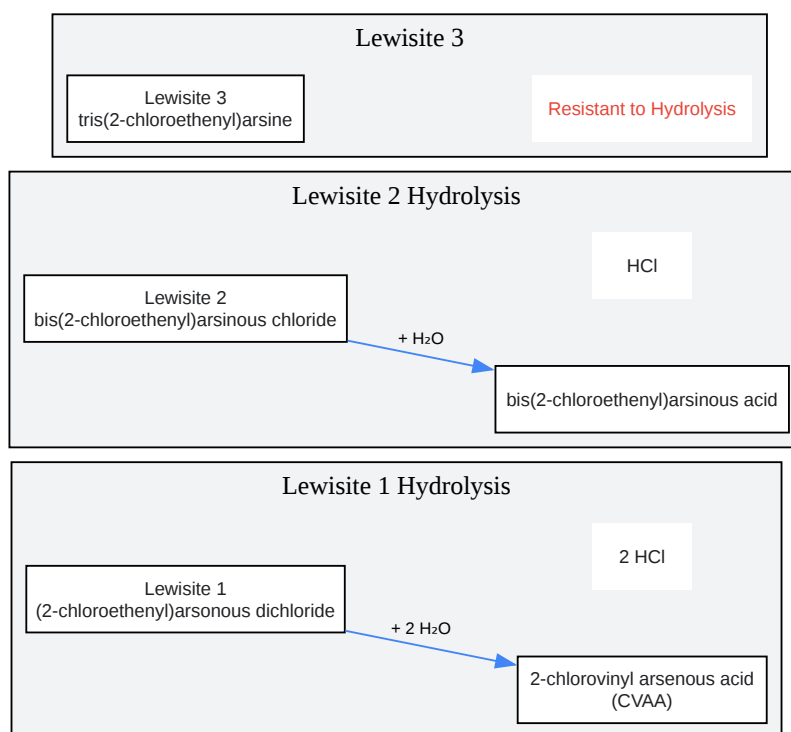 Lewisite 3
Lewisite 3
tris(2-chloroethenyl)arsine
Resistant to Hydrolysis
Lewisite 2 Hydrolysis
HCl
Lewisite 2
bis(2-chloroethenyl)arsinous chloride
+ H₂O
bis(2-chloroethenyl)arsinous acid
Lewisite 1 Hydrolysis
2 HCl
Lewisite 1
(2-chloroethenyl)arsonous dichloride
+ 2 H₂O
2-chlorovinyl arsenous acid
(CVAA)